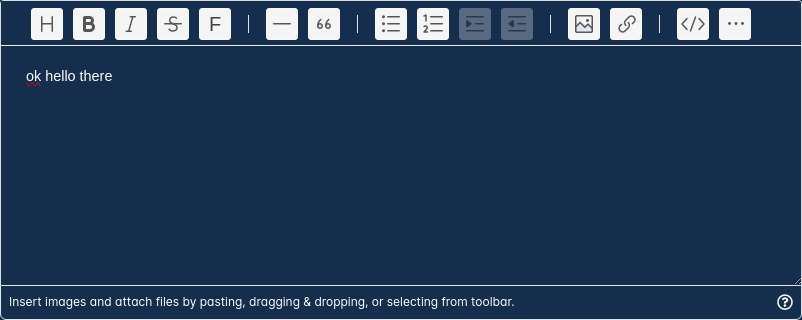 H B I S F 66
ok hello there
Insert images and attach files by pasting, dragging & dropping, or selecting from toolbar.